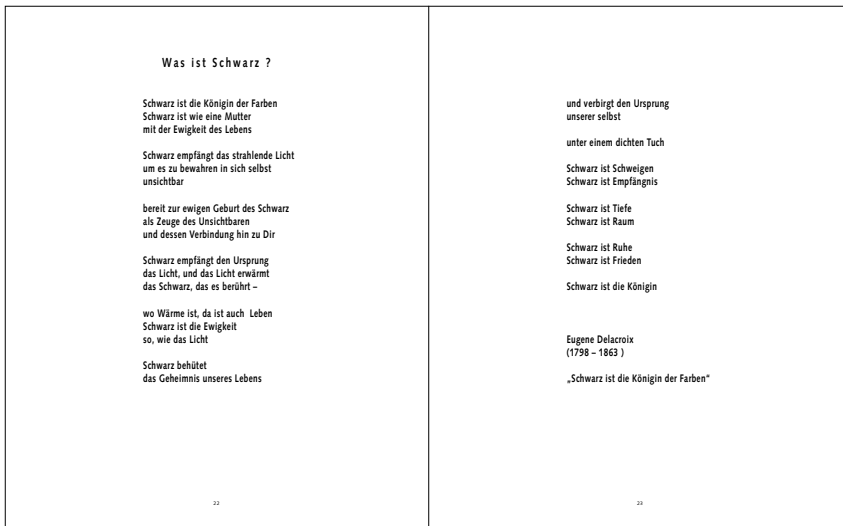 Was ist Schwarz ?
Schwarz ist die Königin der Farben
Schwarz ist wie eine Mutter
mit der Ewigkeit des Lebens
Schwarz empfängt das strahlende Licht
um es zu bewahren in sich selbst
unsichtbar
bereit zur ewigen Geburt des Schwarz
als Zeuge des Unsichtbaren
und dessen Verbindung hin zu Dir
Schwarz empfängt den Ursprung
das Licht, und das Licht erwärmt
das Schwarz, das es berührt –
wo Wärme ist, da ist auch Leben
Schwarz ist die Ewigkeit
so, wie das Licht
Schwarz behütet
das Geheimnis unseres Lebens
22
und verbirgt den Ursprung
unserer selbst
unter einem dichten Tuch
Schwarz ist Schweigen
Schwarz ist Empfängnis
Schwarz ist Tiefe
Schwarz ist Raum
Schwarz ist Ruhe
Schwarz ist Frieden
Schwarz ist die Königin
Eugene Delacroix
(1798 – 1863 )
„Schwarz ist die Königin der Farben“
23